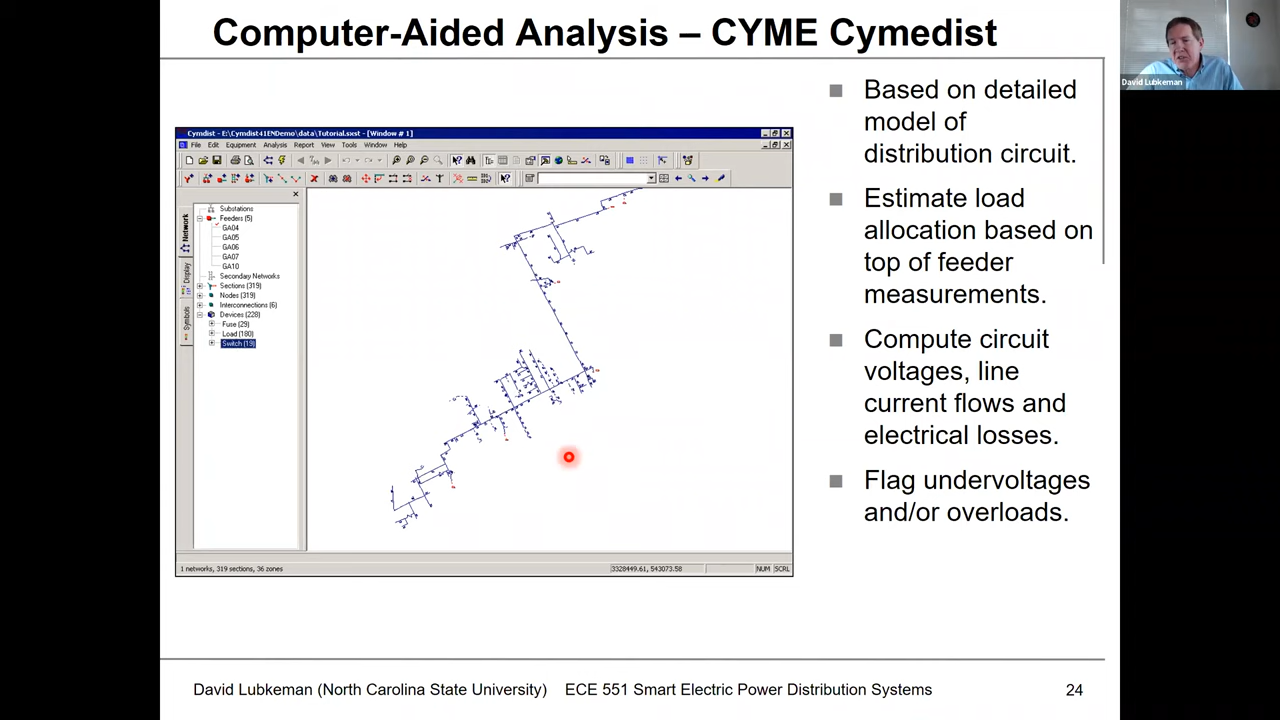 Computer-Aided Analysis – CYME Cymedist
David Lubkeman
Based on detailed
model of
distribution circuit.
Estimate load
allocation based on
top of feeder
measurements.
Compute circuit
voltages, line
current flows and
electrical losses.
Flag undervoltages
and/or overloads.
Cymdist - E:\Cymdist41ENDemo\data\Tutorial.sxst - [Window # 1]
File Edit Equipment Analysis Report View Tools Window Help
Network
Display
Symbols
Substations
Feeders (5)
GA04
GA05
GA06
GA07
GA10
Secondary Networks
Sections (319)
Nodes (319)
Interconnections (6)
Devices (228)
Fuse (29)
Load (180)
Switch (19)
1 networks, 319 sections, 36 zones
3328449.61, 543073.58
NUM SCRL
David Lubkeman (North Carolina State University) ECE 551 Smart Electric Power Distribution Systems 24